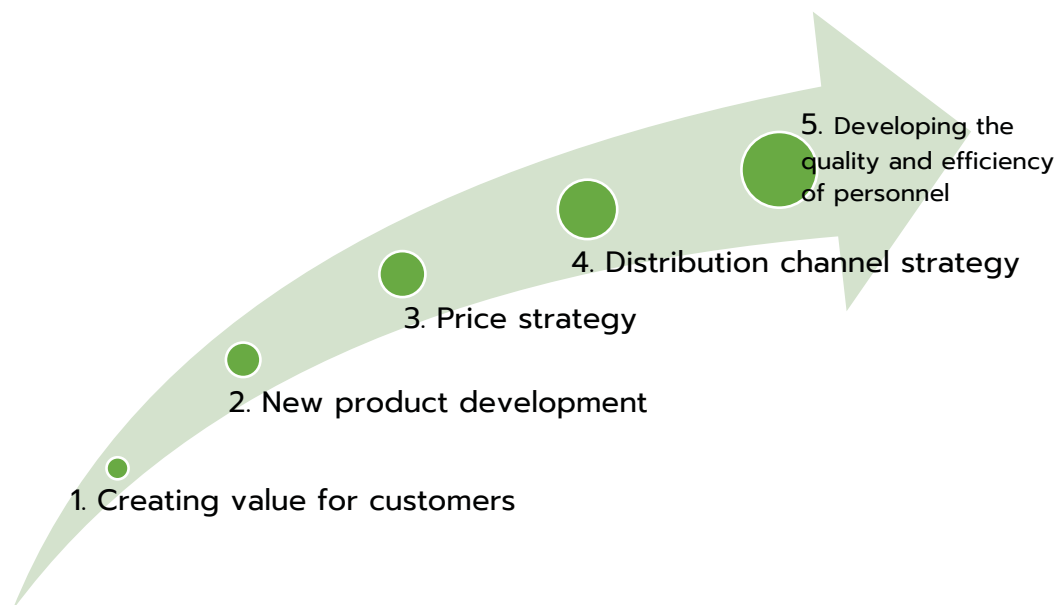 5. Developing the
quality and efficiency
of personnel
4. Distribution channel strategy
3. Price strategy
2. New product development
1. Creating value for customers